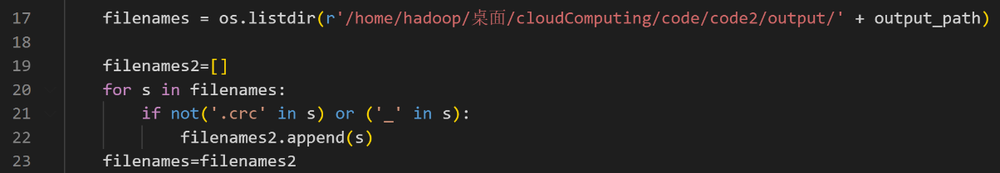 17 filenames = os.listdir(r'/home/hadoop/桌面/cloudComputing/code/code2/output/' + output_path)
18
19 filenames2=[]
20 for s in filenames:
21 if not('.crc' in s) or ('_' in s):
22 filenames2.append(s)
23 filenames=filenames2